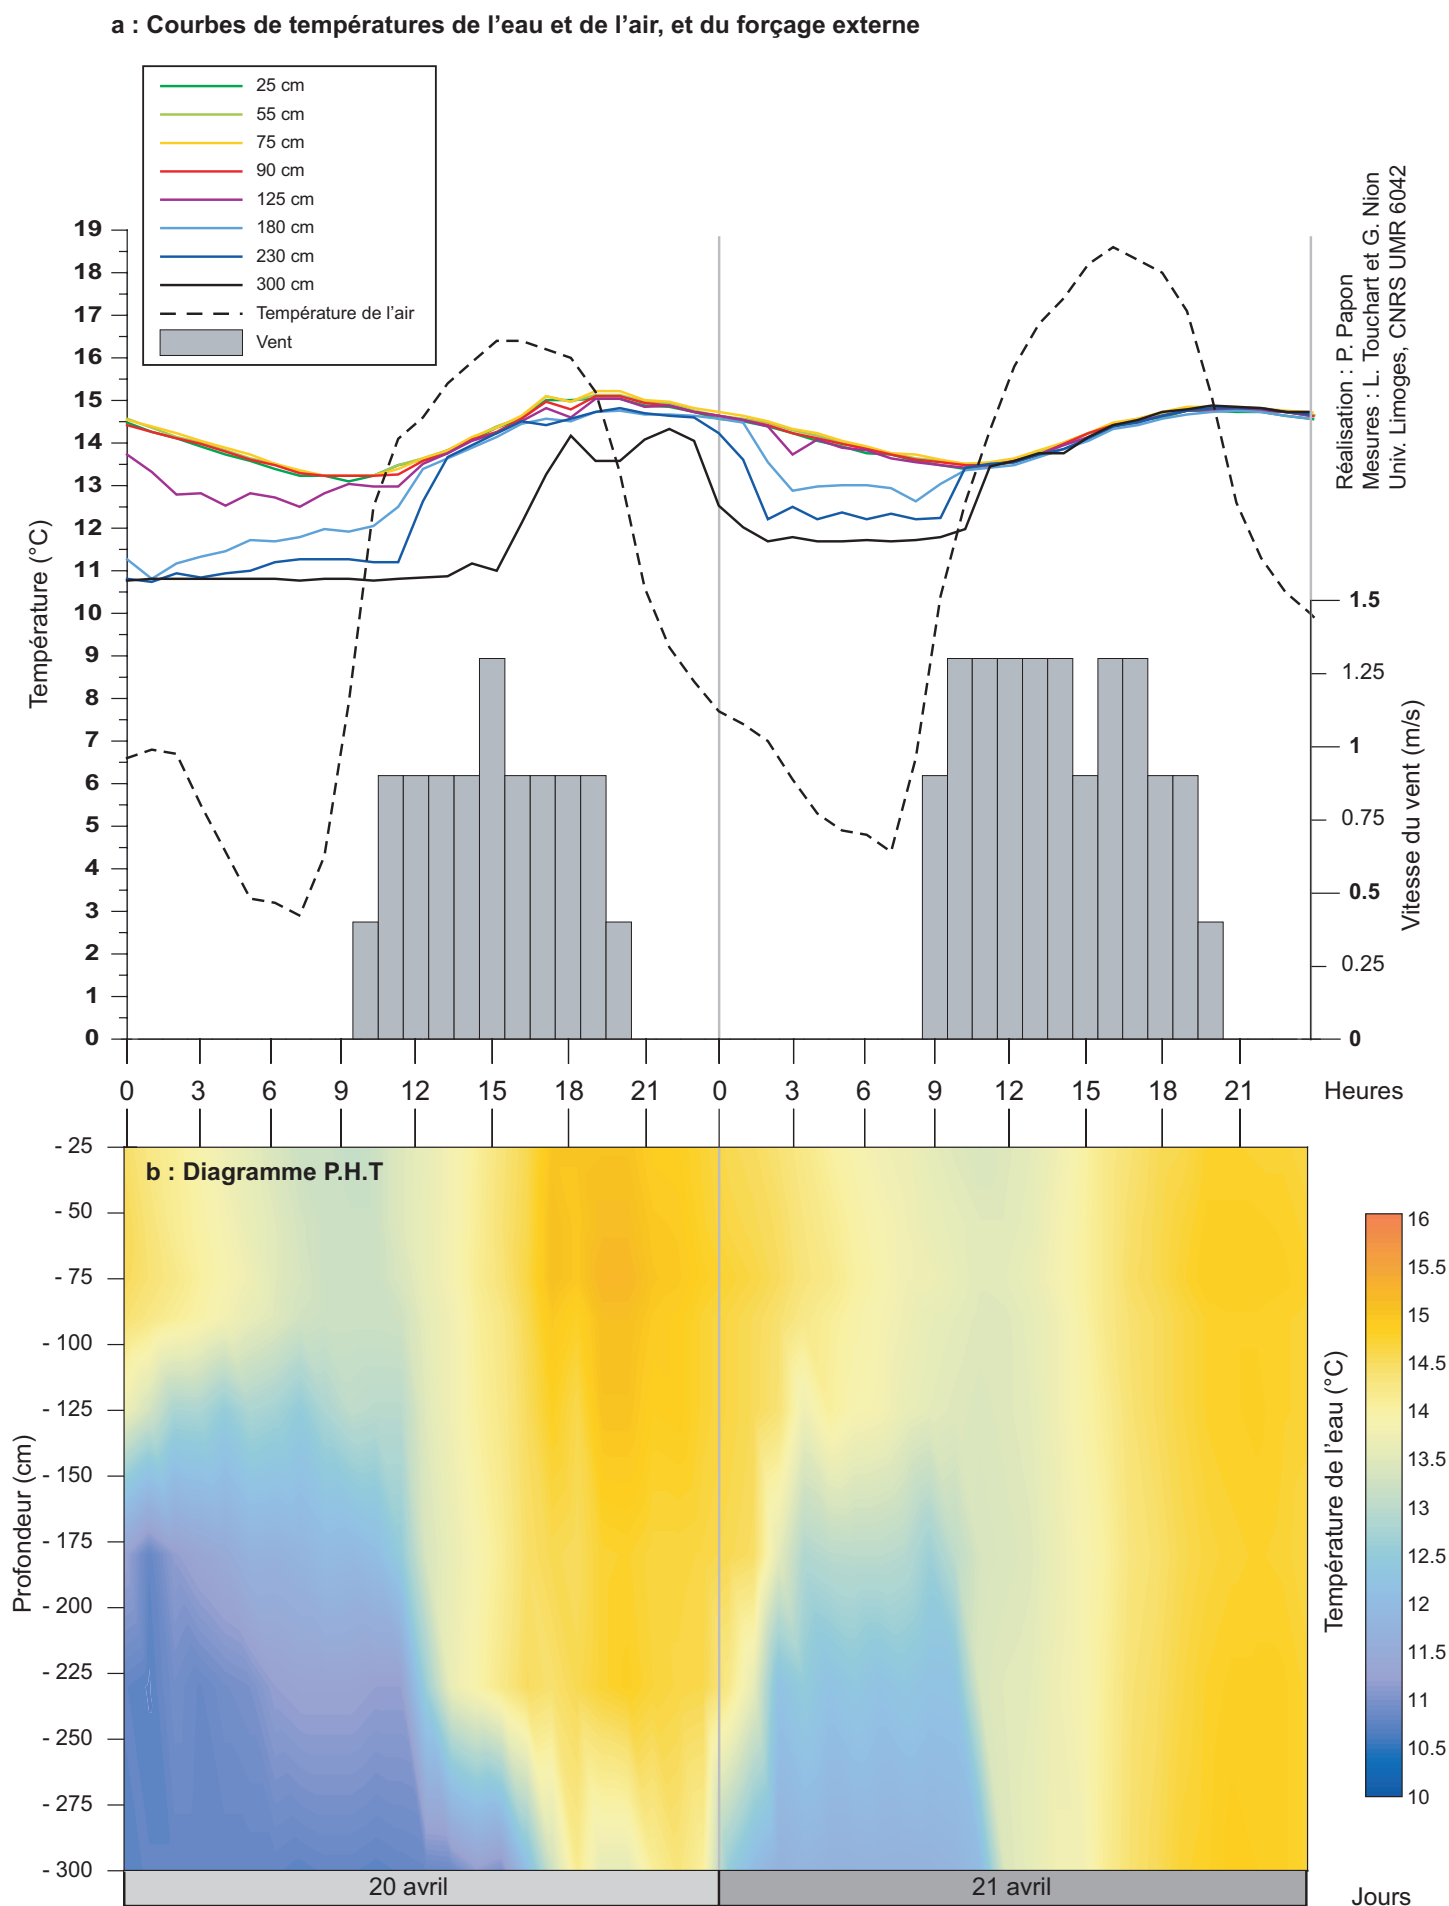 a : Courbes de températures de l'eau et de l'air, et du forçage externe
25 cm
55 cm
75 cm
90 cm
125 cm
180 cm
230 cm
300 cm
Température de l'air
Vent
Réalisation : P. Papon
Mesures : L. Touchart et G. Nion
Univ. Limoges, CNRS UMR 6042
Température (°C)
19
18
17
16
15
14
13
12
11
10
9
8
7
6
5
4
3
2
1
0
Vitesse du vent (m/s)
1.5
1.25
1
0.75
0.5
0.25
0
0 3 6 9 12 15 18 21 0 3 6 9 12 15 18 21 Heures
b : Diagramme P.H.T
Profondeur (cm)
- 25
- 50
- 75
- 100
- 125
- 150
- 175
- 200
- 225
- 250
- 275
- 300
Température de l'eau (°C)
16
15.5
15
14.5
14
13.5
13
12.5
12
11.5
11
10.5
10
20 avril 21 avril
Jours